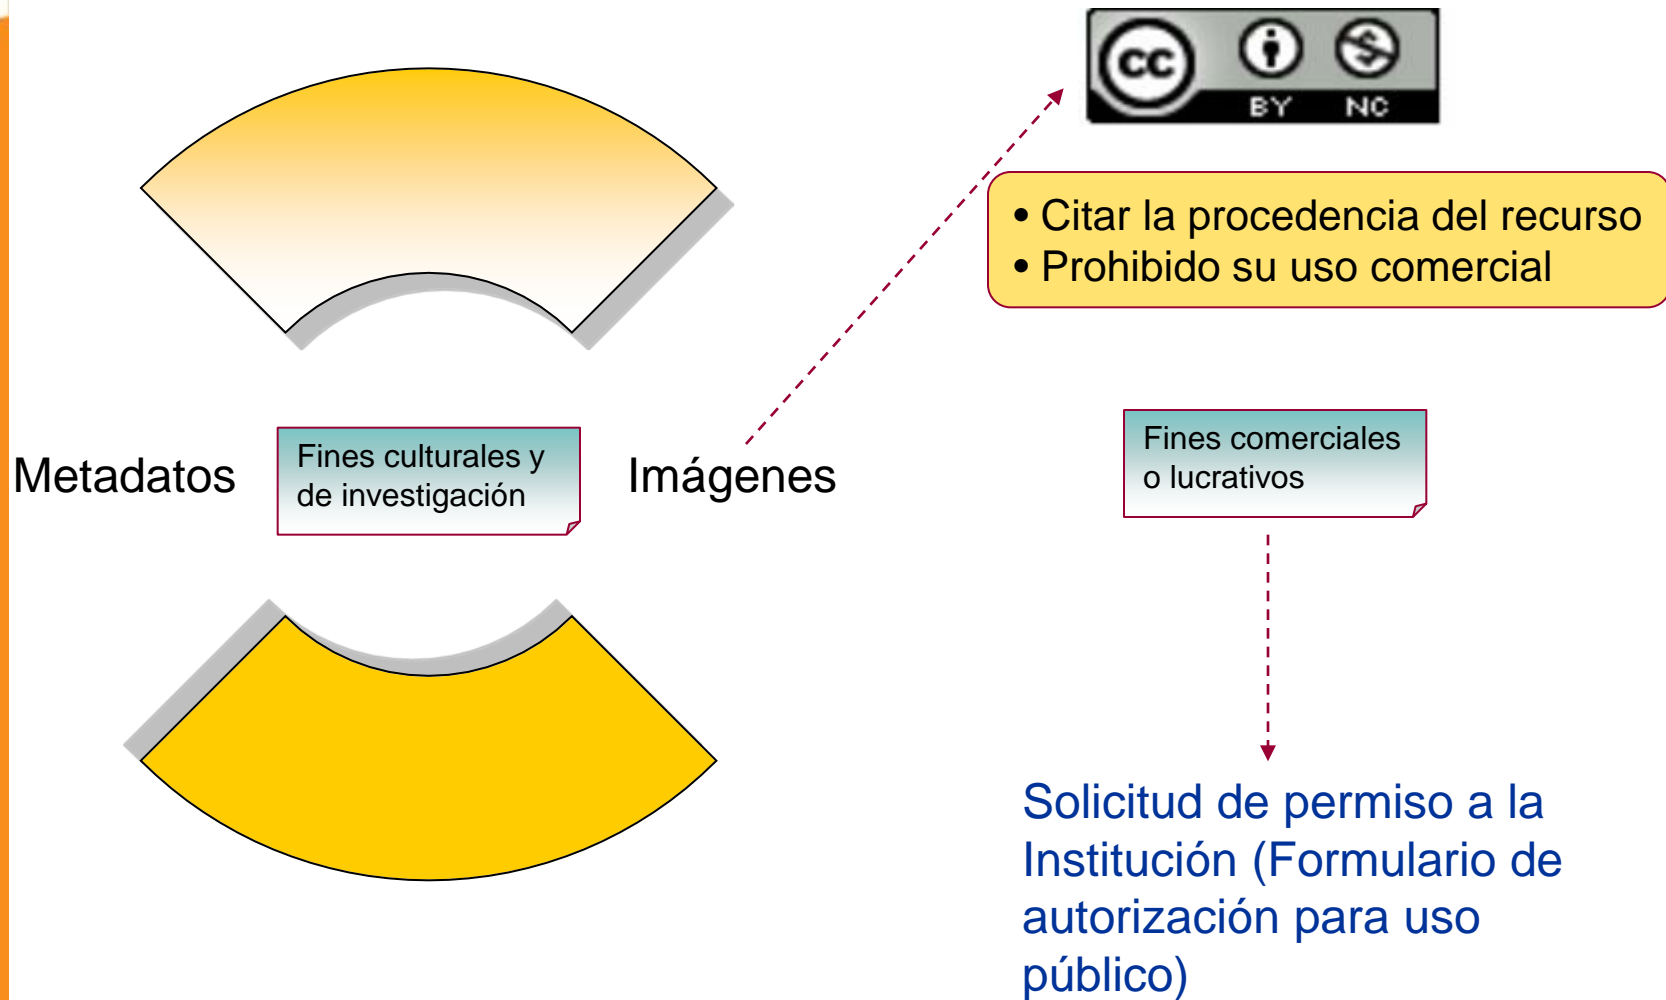 CC
BY NC
• Citar la procedencia del recurso
• Prohibido su uso comercial
Metadatos
Fines culturales y
de investigación
Imágenes
Fines comerciales
o lucrativos
Solicitud de permiso a la
Institución (Formulario de
autorización para uso
público)